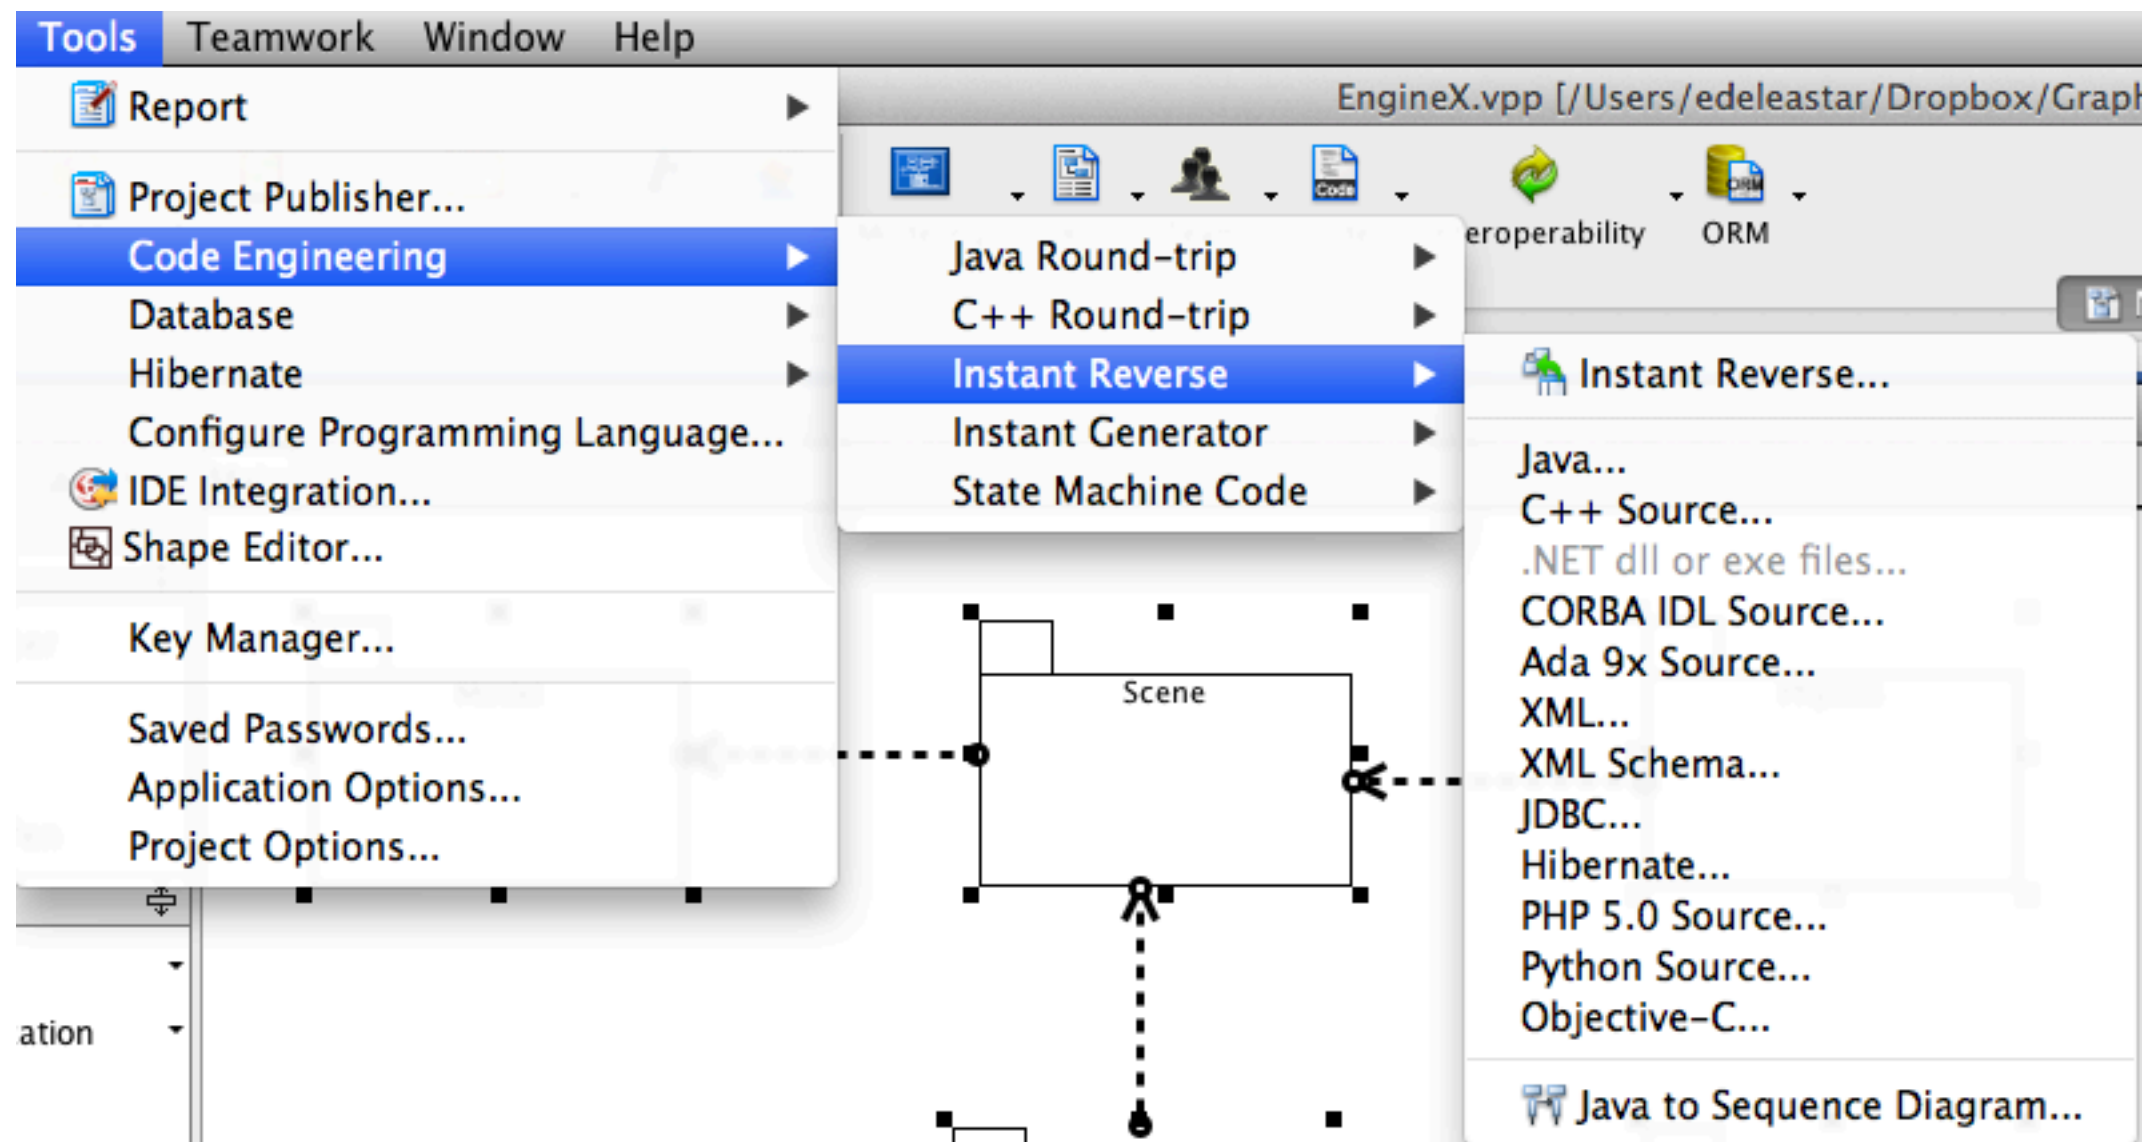 Tools Teamwork Window Help
EngineX.vpp [/Users/edeleastar/Dropbox/Graph
Report
Project Publisher...
Code Engineering
Database
Hibernate
Configure Programming Language...
IDE Integration...
Shape Editor...
Key Manager...
Saved Passwords...
Application Options...
Project Options...
ation
Code
ORM
eroperability
ORM
Java Round-trip
C++ Round-trip
Instant Reverse
Instant Generator
State Machine Code
Scene
Instant Reverse...
Java...
C++ Source...
.NET dll or exe files...
CORBA IDL Source...
Ada 9x Source...
XML...
XML Schema...
JDBC...
Hibernate...
PHP 5.0 Source...
Python Source...
Objective-C...
Java to Sequence Diagram...